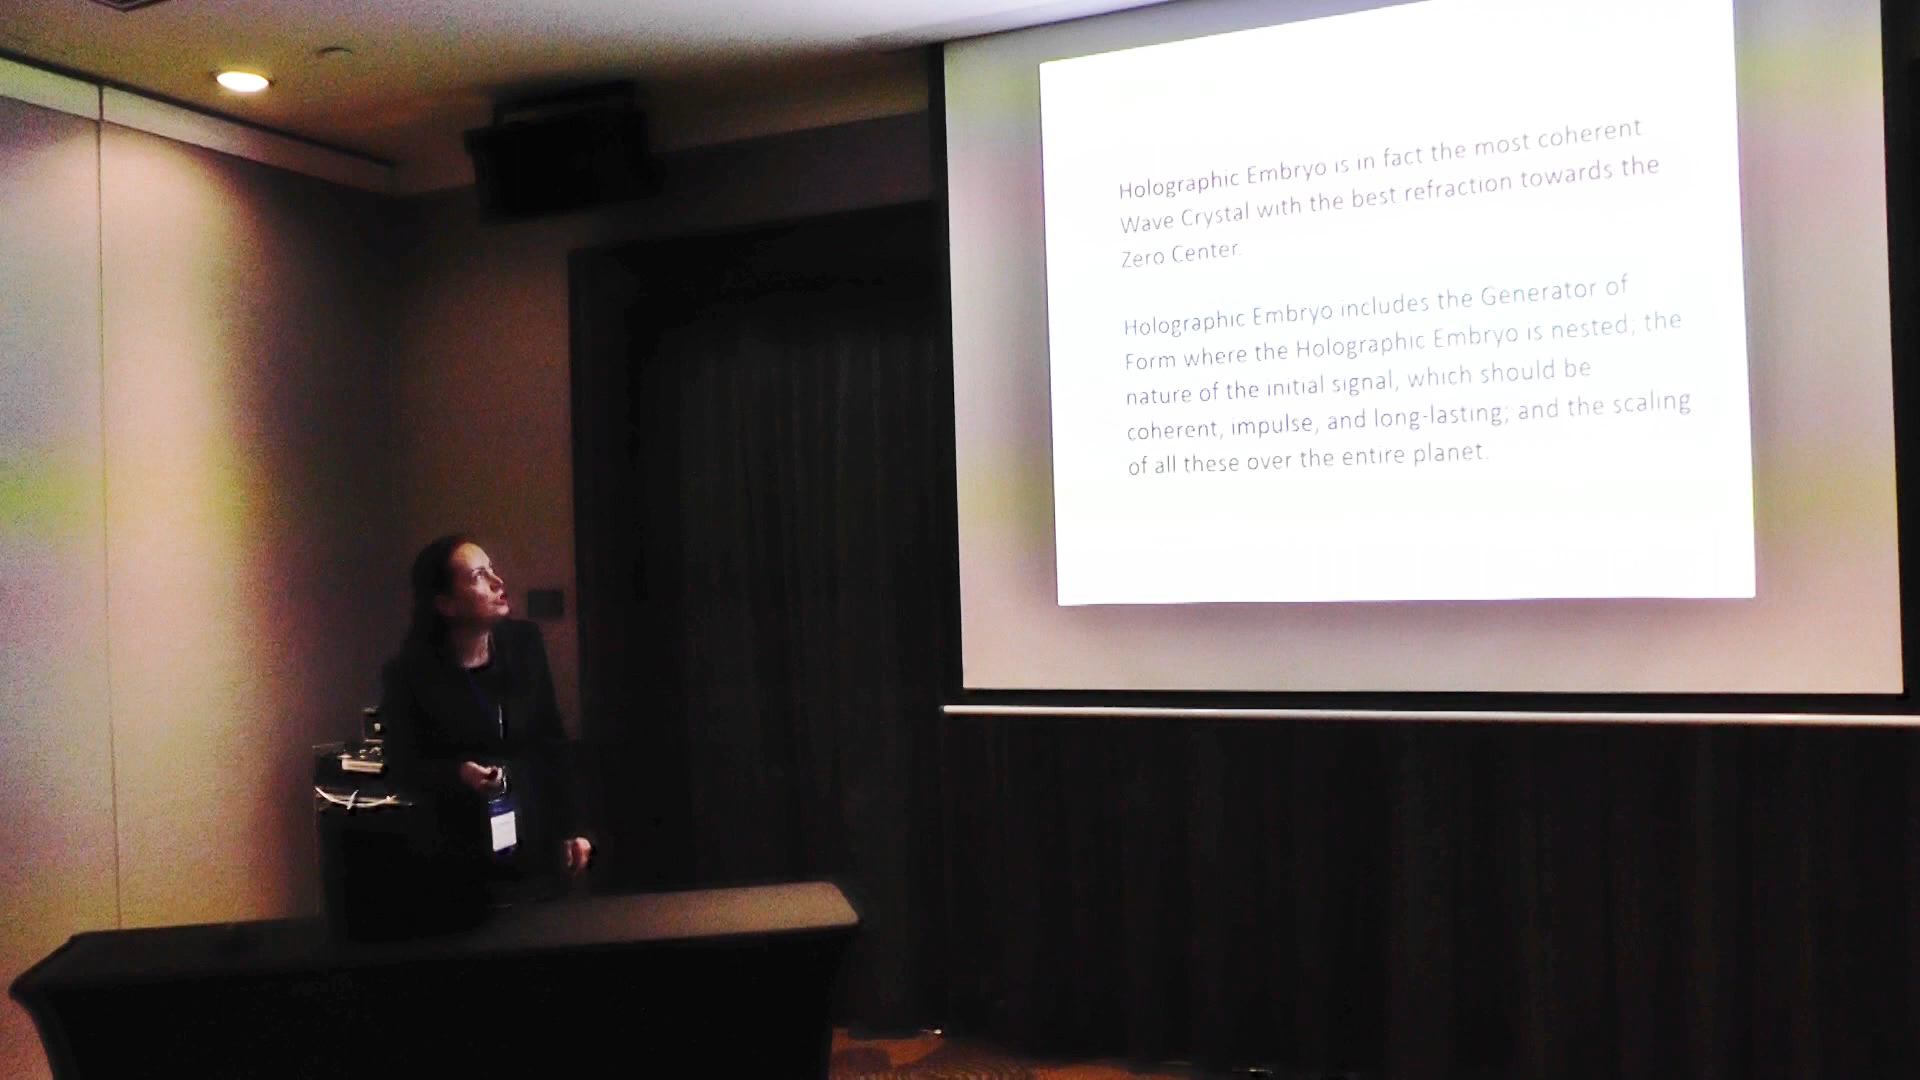 Holographic Embryo is in fact the most coherent
Wave Crystal with the best refraction towards the
Zero Center.
Holographic Embryo includes the Generator of
Form where the Holographic Embryo is nested; the
nature of the initial signal, which should be
coherent, impulse, and long-lasting; and the scaling
of all these over the entire planet.